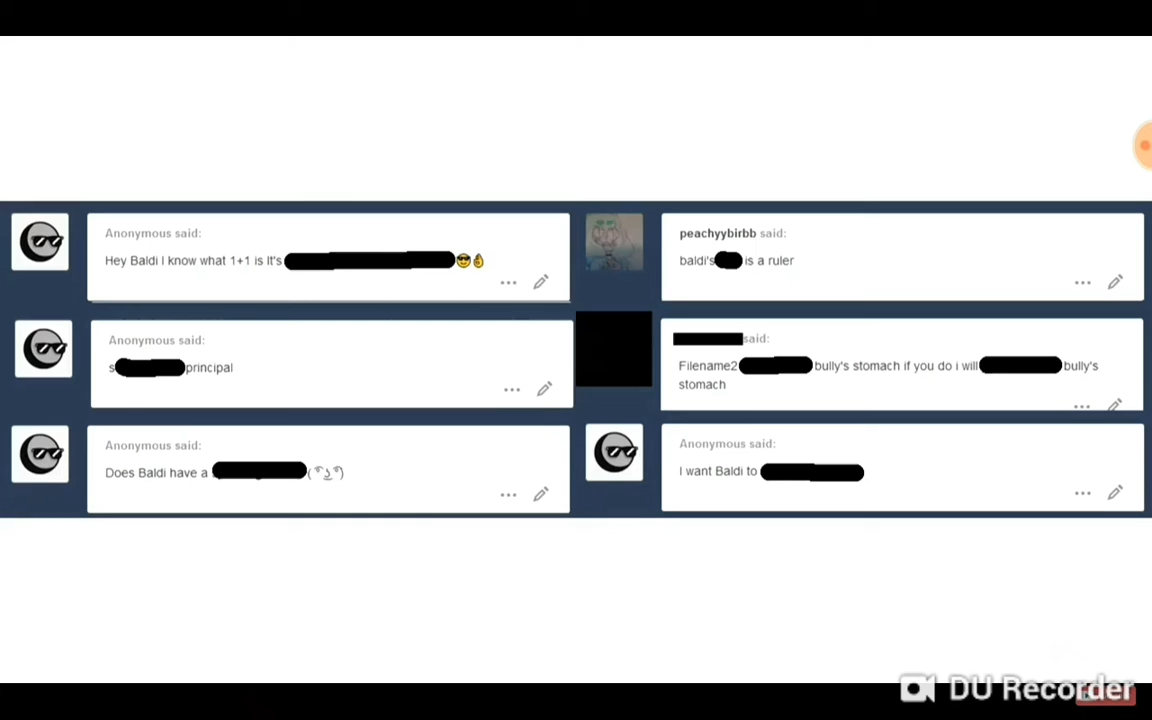 Anonymous said:
Hey Baldi I know what 1+1 is It's 😎👌
Anonymous said:
s principal
Anonymous said:
Does Baldi have a ( ͡° ͜ʖ ͡°)
peachyybirbb said:
baldi's is a ruler
said:
Filename2 bully's stomach if you do i will bully's
stomach
Anonymous said:
I want Baldi to
DU Recorder